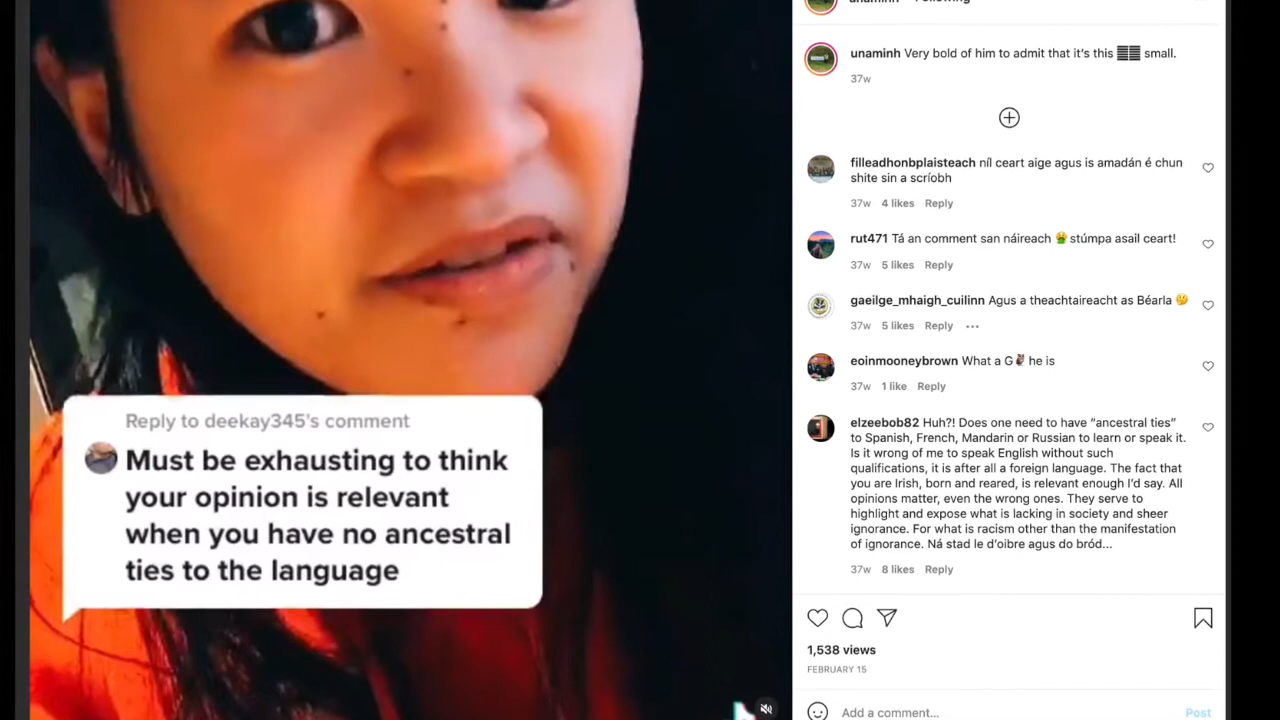 Reply to deekay345's comment
Must be exhausting to think
your opinion is relevant
when you have no ancestral
ties to the language
unaminh Very bold of him to admit that it's this small.
37w
filleadhonbplaisteach níl ceart aige agus is amadán é chun
shite sin a scríobh
37w 4 likes Reply
rut471 Tá an comment san náireach 🤮 stúmpa asail ceart!
37w 5 likes Reply
gaeilge_mhaigh_cuilinn Agus a theachtaireacht as Béarla 🤔
37w 5 likes Reply
eoinmooneybrown What a G he is
37w 1 like Reply
elzeebob82 Huh?! Does one need to have “ancestral ties”
to Spanish, French, Mandarin or Russian to learn or speak it.
Is it wrong of me to speak English without such
qualifications, it is after all a foreign language. The fact that
you are Irish, born and reared, is relevant enough I'd say. All
opinions matter, even the wrong ones. They serve to
highlight and expose what is lacking in society and sheer
ignorance. For what is racism other than the manifestation
of ignorance. Ná stad le d'oibre agus do bród...
37w 8 likes Reply
1,538 views
FEBRUARY 15
Add a comment... Post